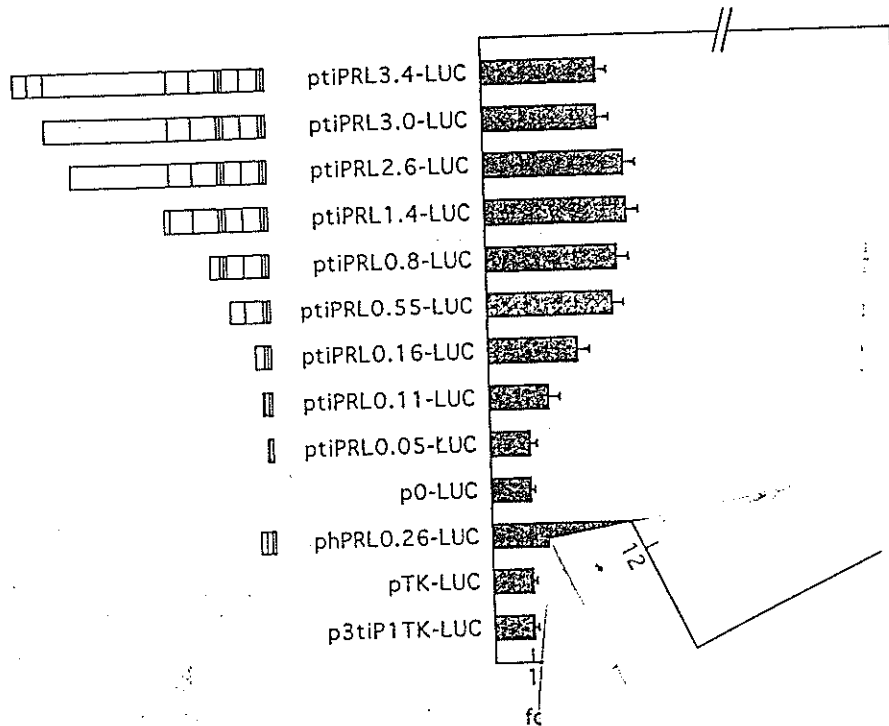 ptiPRL3.4-LUC
ptiPRL3.0-LUC
ptiPRL2.6-LUC
ptiPRL1.4-LUC
ptiPRL0.8-LUC
ptiPRL0.55-LUC
ptiPRL0.16-LUC
ptiPRL0.11-LUC
ptiPRL0.05-LUC
p0-LUC
phPRL0.26-LUC
12
pTK-LUC
p3tiP1TK-LUC
1
fo